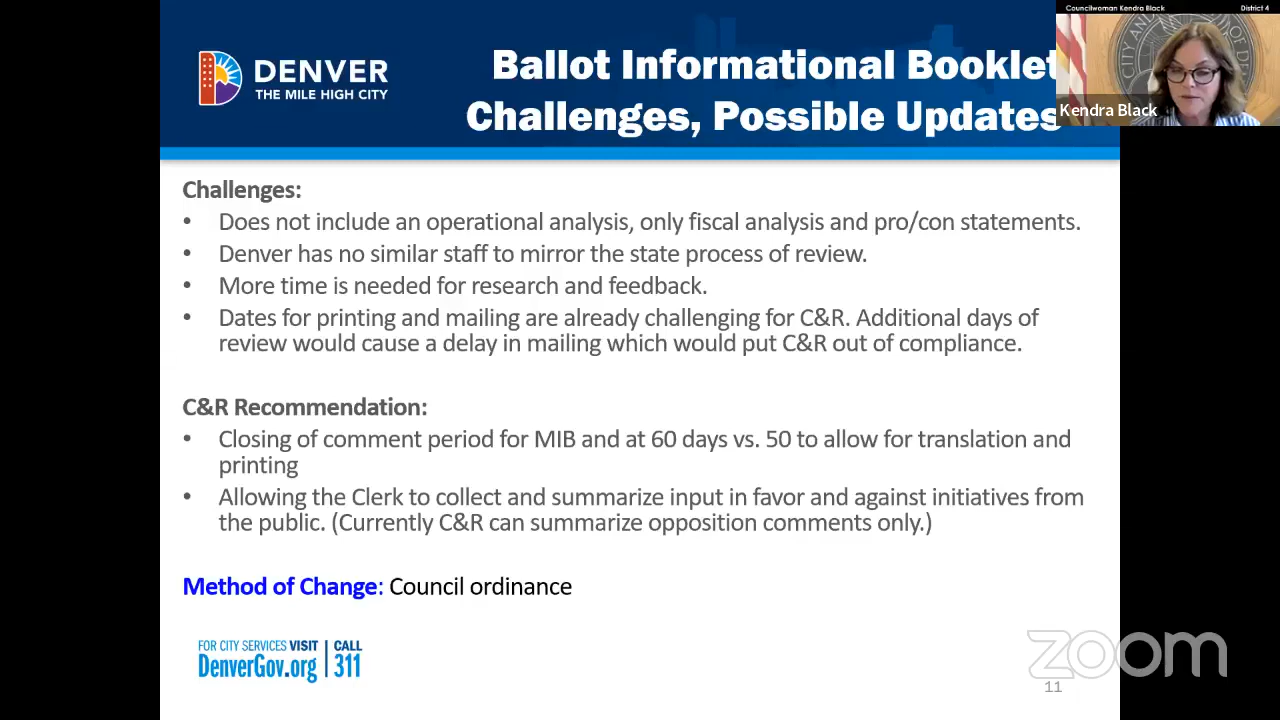 Councilwoman Kendra Black
District 4
Kendra Black
DENVER
THE MILE HIGH CITY
Ballot Informational Booklet
Challenges, Possible Updates
Challenges:
• Does not include an operational analysis, only fiscal analysis and pro/con statements.
• Denver has no similar staff to mirror the state process of review.
• More time is needed for research and feedback.
• Dates for printing and mailing are already challenging for C&R. Additional days of
review would cause a delay in mailing which would put C&R out of compliance.
C&R Recommendation:
• Closing of comment period for MIB and at 60 days vs. 50 to allow for translation and
printing
• Allowing the Clerk to collect and summarize input in favor and against initiatives from
the public. (Currently C&R can summarize opposition comments only.)
Method of Change: Council ordinance
FOR CITY SERVICES VISIT
DenverGov.org
CALL
311
zoom
11